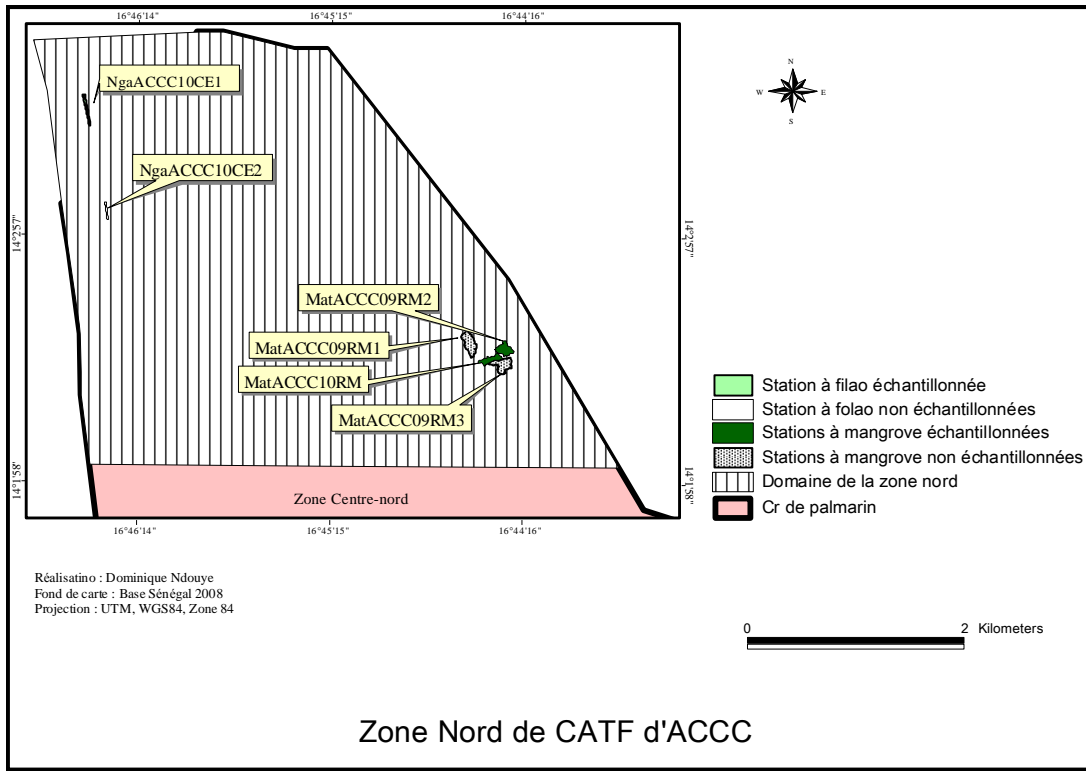 16°46'14"
16°45'15"
16°44'16"
NgaACCC10CE1
NgaACCC10CE2
N
W
E
S
14°2'57"
14°2'57"
MatACCC09RM2
MatACCC09RM1
MatACCC10RM
MatACCC09RM3
14°1'58"
14°1'58"
Zone Centre-nord
16°46'14"
16°45'15"
16°44'16"
Station à filao échantillonnée
Station à folao non échantillonnées
Stations à mangrove échantillonnées
Stations à mangrove non échantillonnées
Domaine de la zone nord
Cr de palmarin
Réalisatino : Dominique Ndouye
Fond de carte : Base Sénégal 2008
Projection : UTM, WGS84, Zone 84
0
2 Kilometers
Zone Nord de CATF d'ACCC